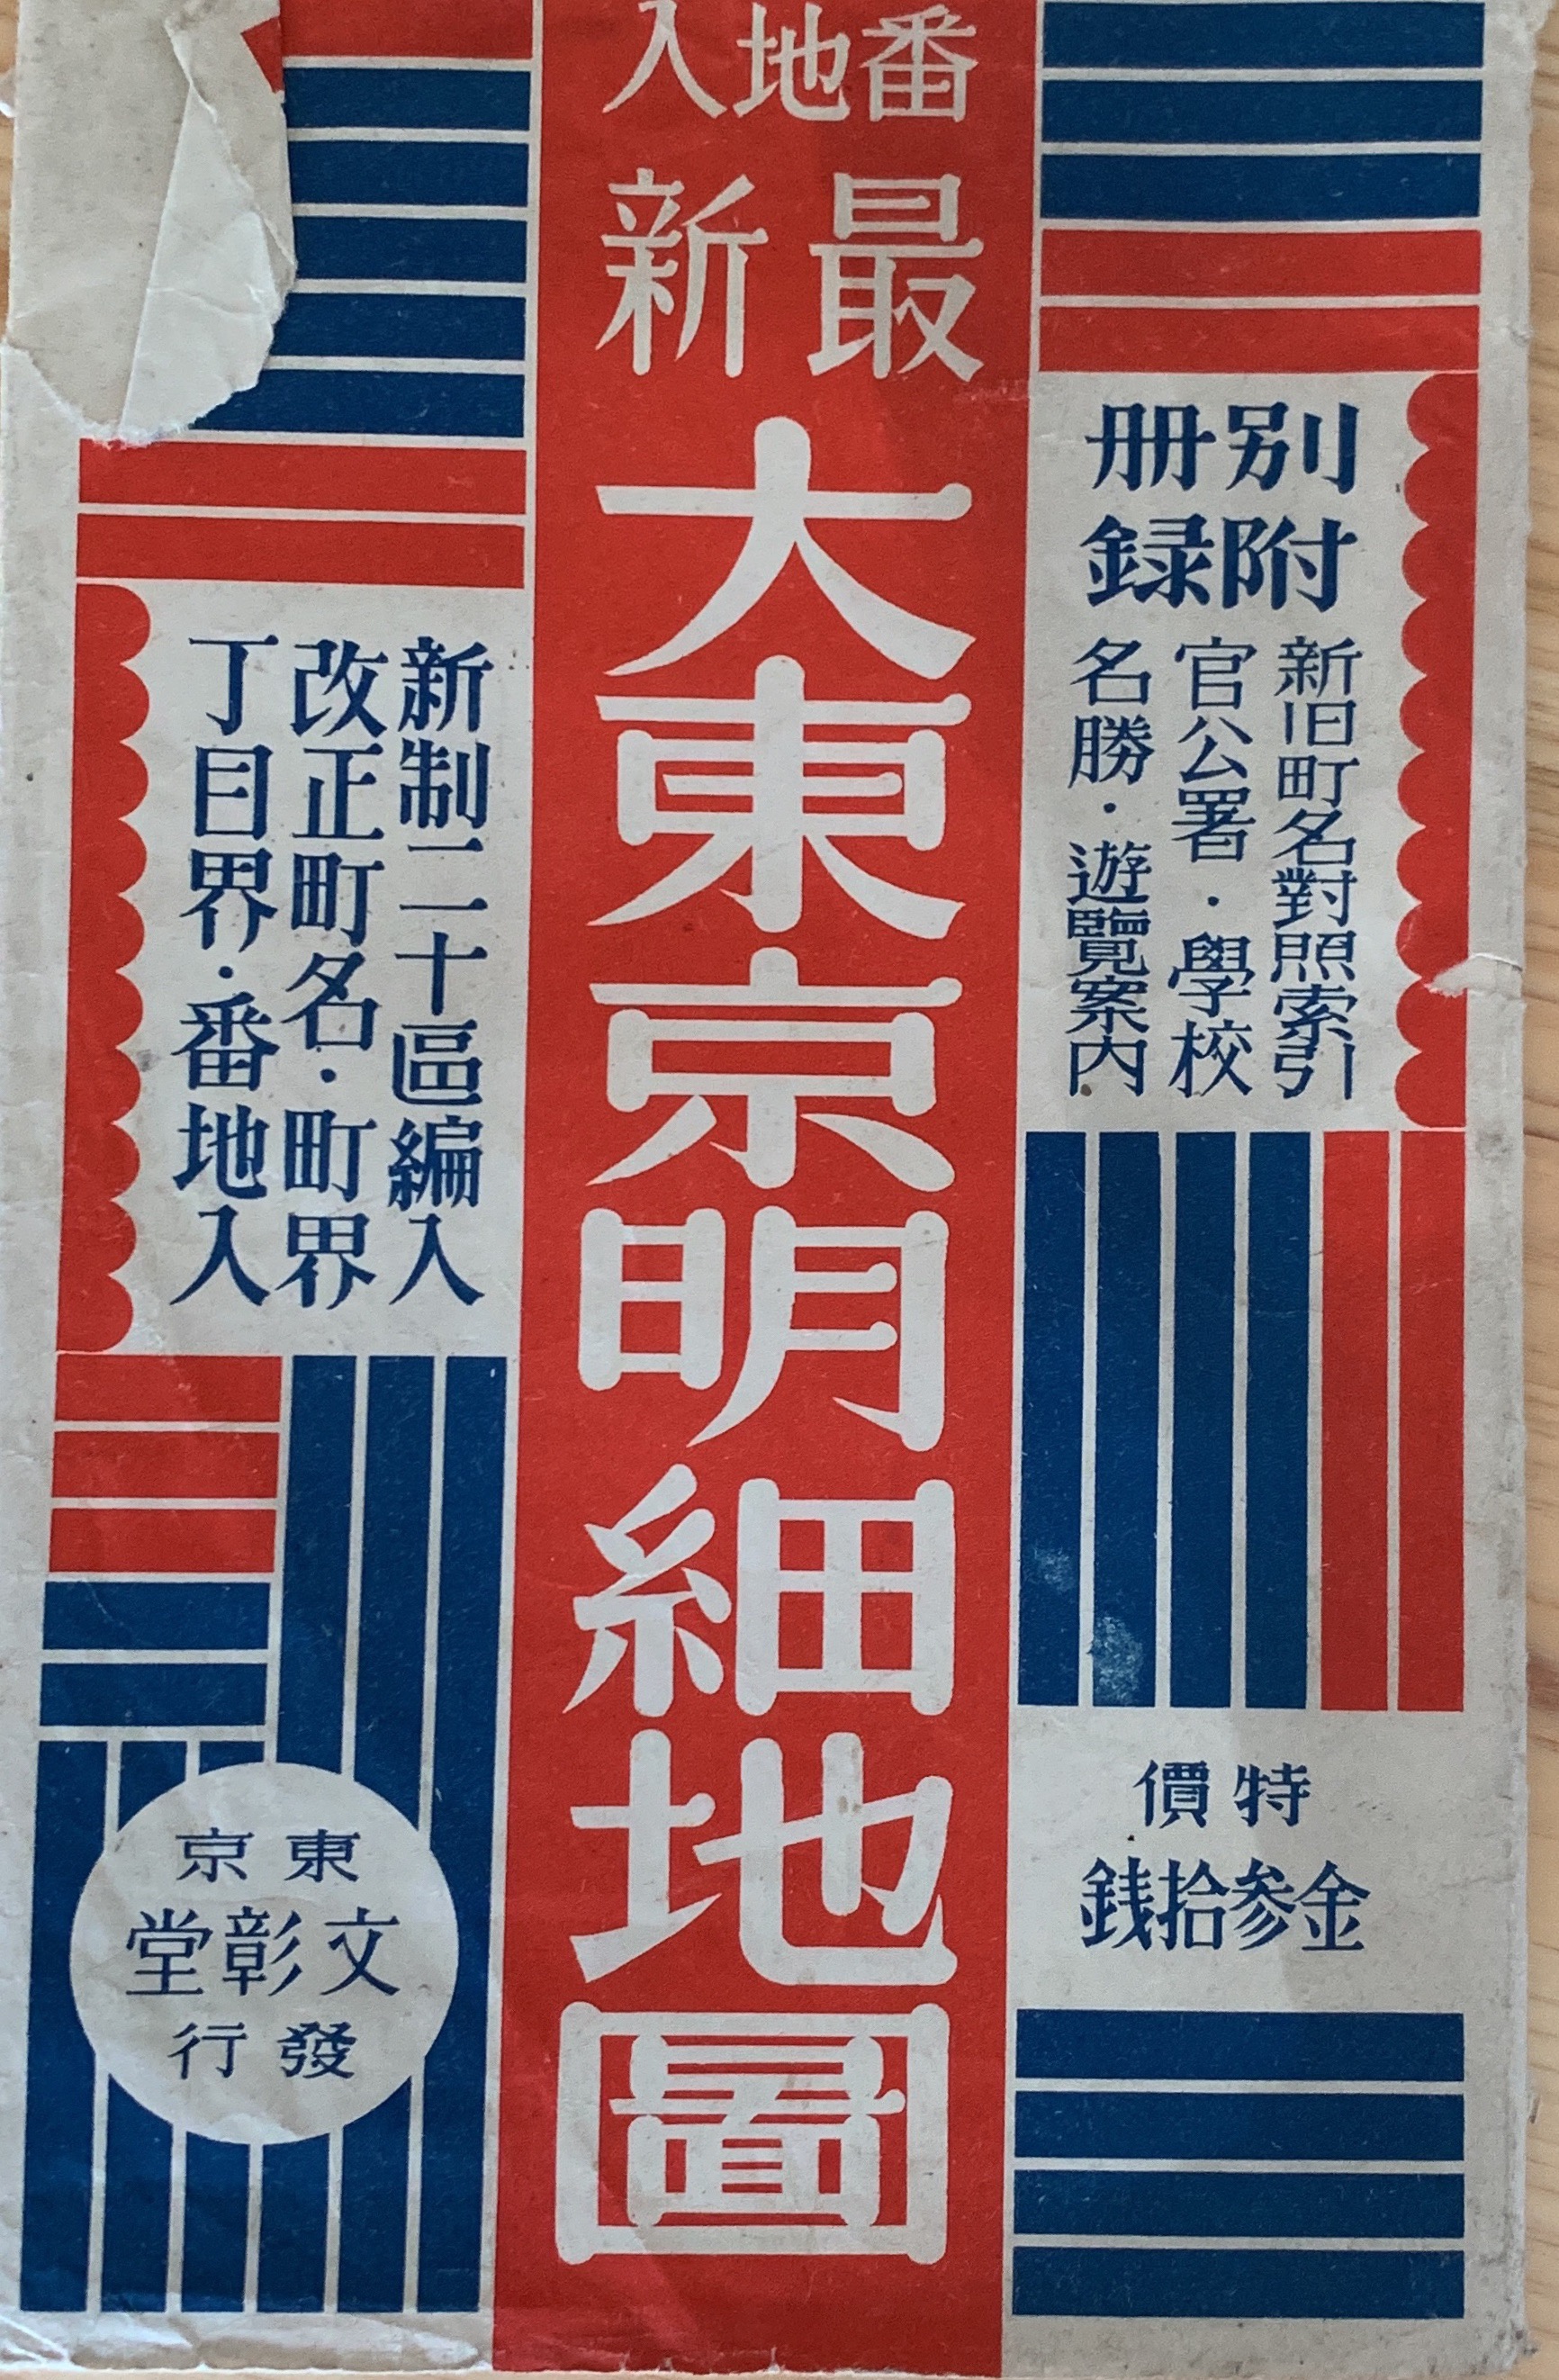 番地入
最新
大東京明細地圖
別册
附録
新旧町名對照索引
官公署・學校
名勝・遊覽案内
特價
金参拾銭
新制二十區編入
改正町名・町界
丁目界・番地入
東京
文彰堂
發行